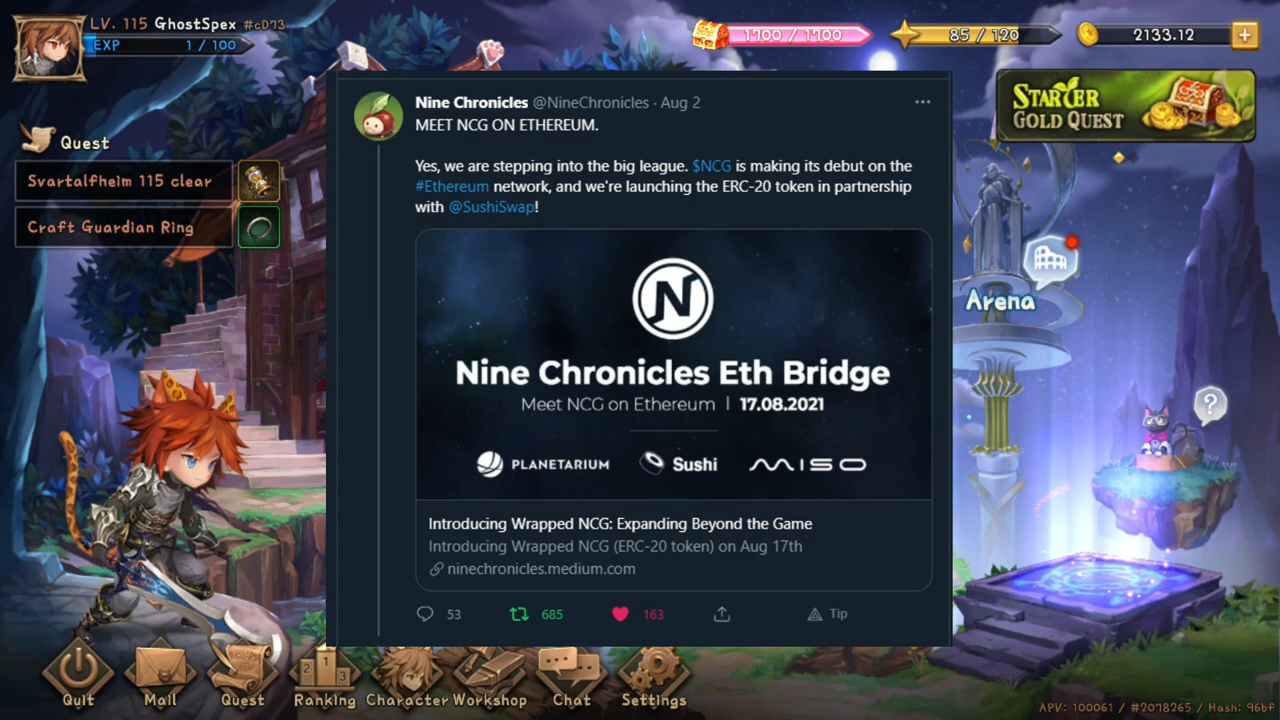 LV. 115 GhostSpex #cD73
EXP 1 / 100
1700 / 1700
85 / 120
2133.12
Quest
Svartalfheim 115 clear
Craft Guardian Ring
STARTER
GOLD QUEST
Arena
?
Nine Chronicles @NineChronicles · Aug 2
MEET NCG ON ETHEREUM.
Yes, we are stepping into the big league. $NCG is making its debut on the
#Ethereum network, and we're launching the ERC-20 token in partnership
with @SushiSwap!
N
Nine Chronicles Eth Bridge
Meet NCG on Ethereum | 17.08.2021
PLANETARIUM Sushi MISO
Introducing Wrapped NCG: Expanding Beyond the Game
Introducing Wrapped NCG (ERC-20 token) on Aug 17th
ninechronicles.medium.com
53 685 163 Tip
2 1 3
Quit Mail Quest Ranking Character Workshop Chat Settings
APV: 100061 / #2078265 / Hash: 96bf